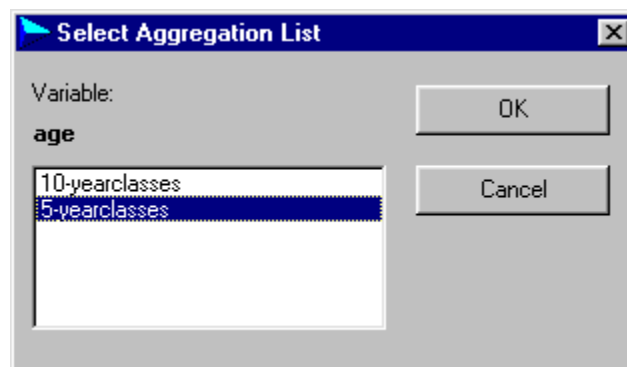 Select Aggregation List
Variable:
age
10-yearclasses
5-yearclasses
OK
Cancel